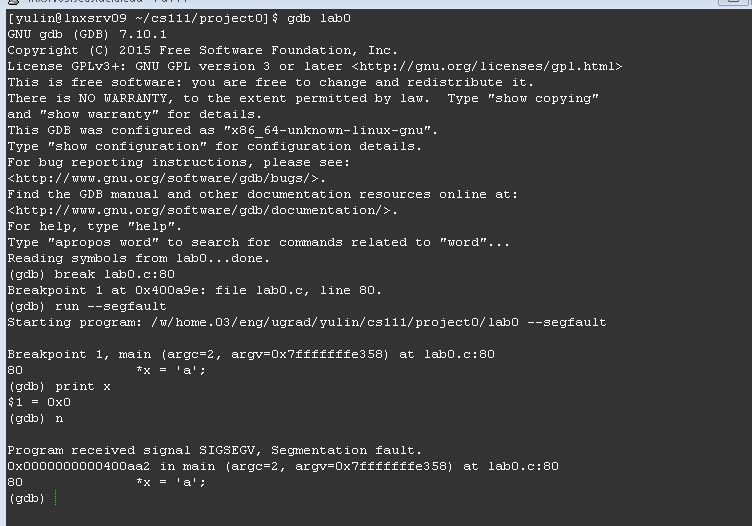 [yulin@lnxsrv09 ~/cs111/project0]$ gdb lab0
GNU gdb (GDB) 7.10.1
Copyright (C) 2015 Free Software Foundation, Inc.
License GPLv3+: GNU GPL version 3 or later <http://gnu.org/licenses/gpl.html>
This is free software: you are free to change and redistribute it.
There is NO WARRANTY, to the extent permitted by law.  Type "show copying"
and "show warranty" for details.
This GDB was configured as "x86_64-unknown-linux-gnu".
Type "show configuration" for configuration details.
For bug reporting instructions, please see:
<http://www.gnu.org/software/gdb/bugs/>.
Find the GDB manual and other documentation resources online at:
<http://www.gnu.org/software/gdb/documentation/>.
For help, type "help".
Type "apropos word" to search for commands related to "word"...
Reading symbols from lab0...done.
(gdb) break lab0.c:80
Breakpoint 1 at 0x400a9e: file lab0.c, line 80.
(gdb) run --segfault
Starting program: /w/home.03/eng/ugrad/yulin/cs111/project0/lab0 --segfault
Breakpoint 1, main (argc=2, argv=0x7fffffffe358) at lab0.c:80
80              *x = 'a';
(gdb) print x
$1 = 0x0
(gdb) n
Program received signal SIGSEGV, Segmentation fault.
0x0000000000400aa2 in main (argc=2, argv=0x7fffffffe358) at lab0.c:80
80              *x = 'a';
(gdb)